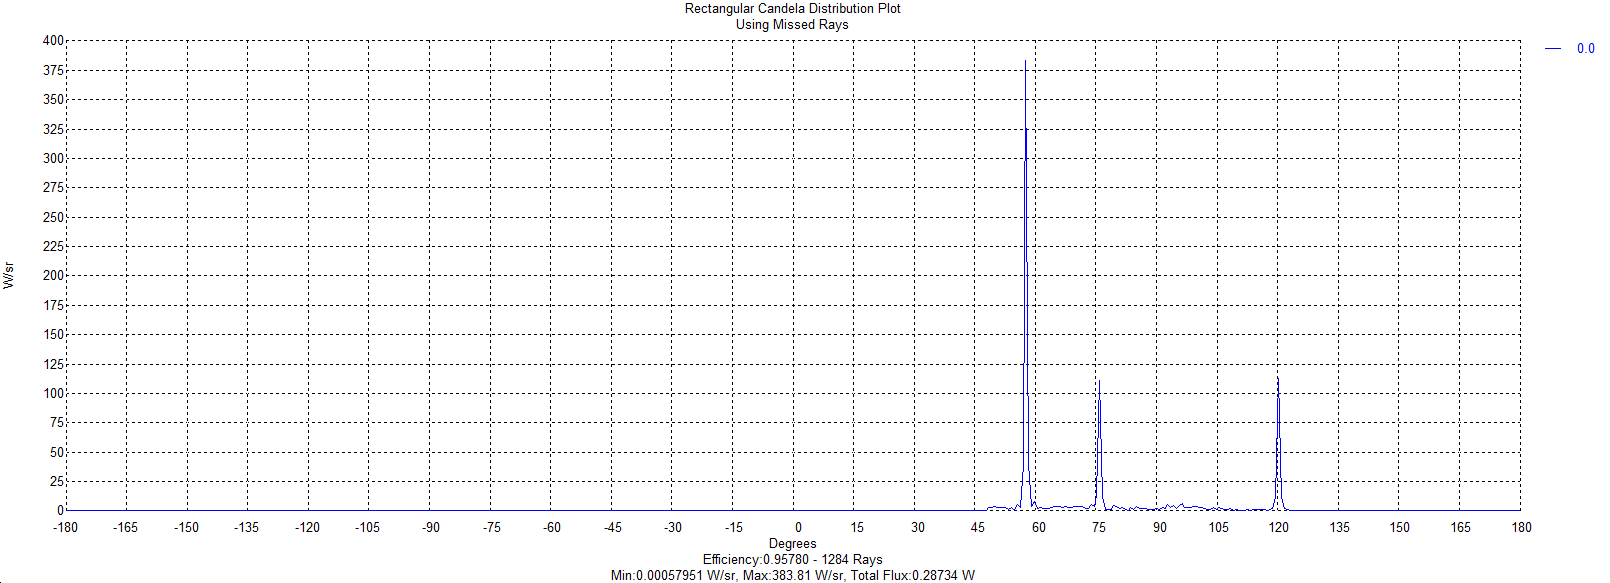 Rectangular Candela Distribution Plot
Using Missed Rays
0.0
400
375
350
325
300
275
250
225
200
175
150
125
100
75
50
25
0
W/sr
-180 -165 -150 -135 -120 -105 -90 -75 -60 -45 -30 -15 0 15 30 45 60 75 90 105 120 135 150 165 180
Degrees
Efficiency:0.95780 - 1284 Rays
Min:0.00057951 W/sr, Max:383.81 W/sr, Total Flux:0.28734 W